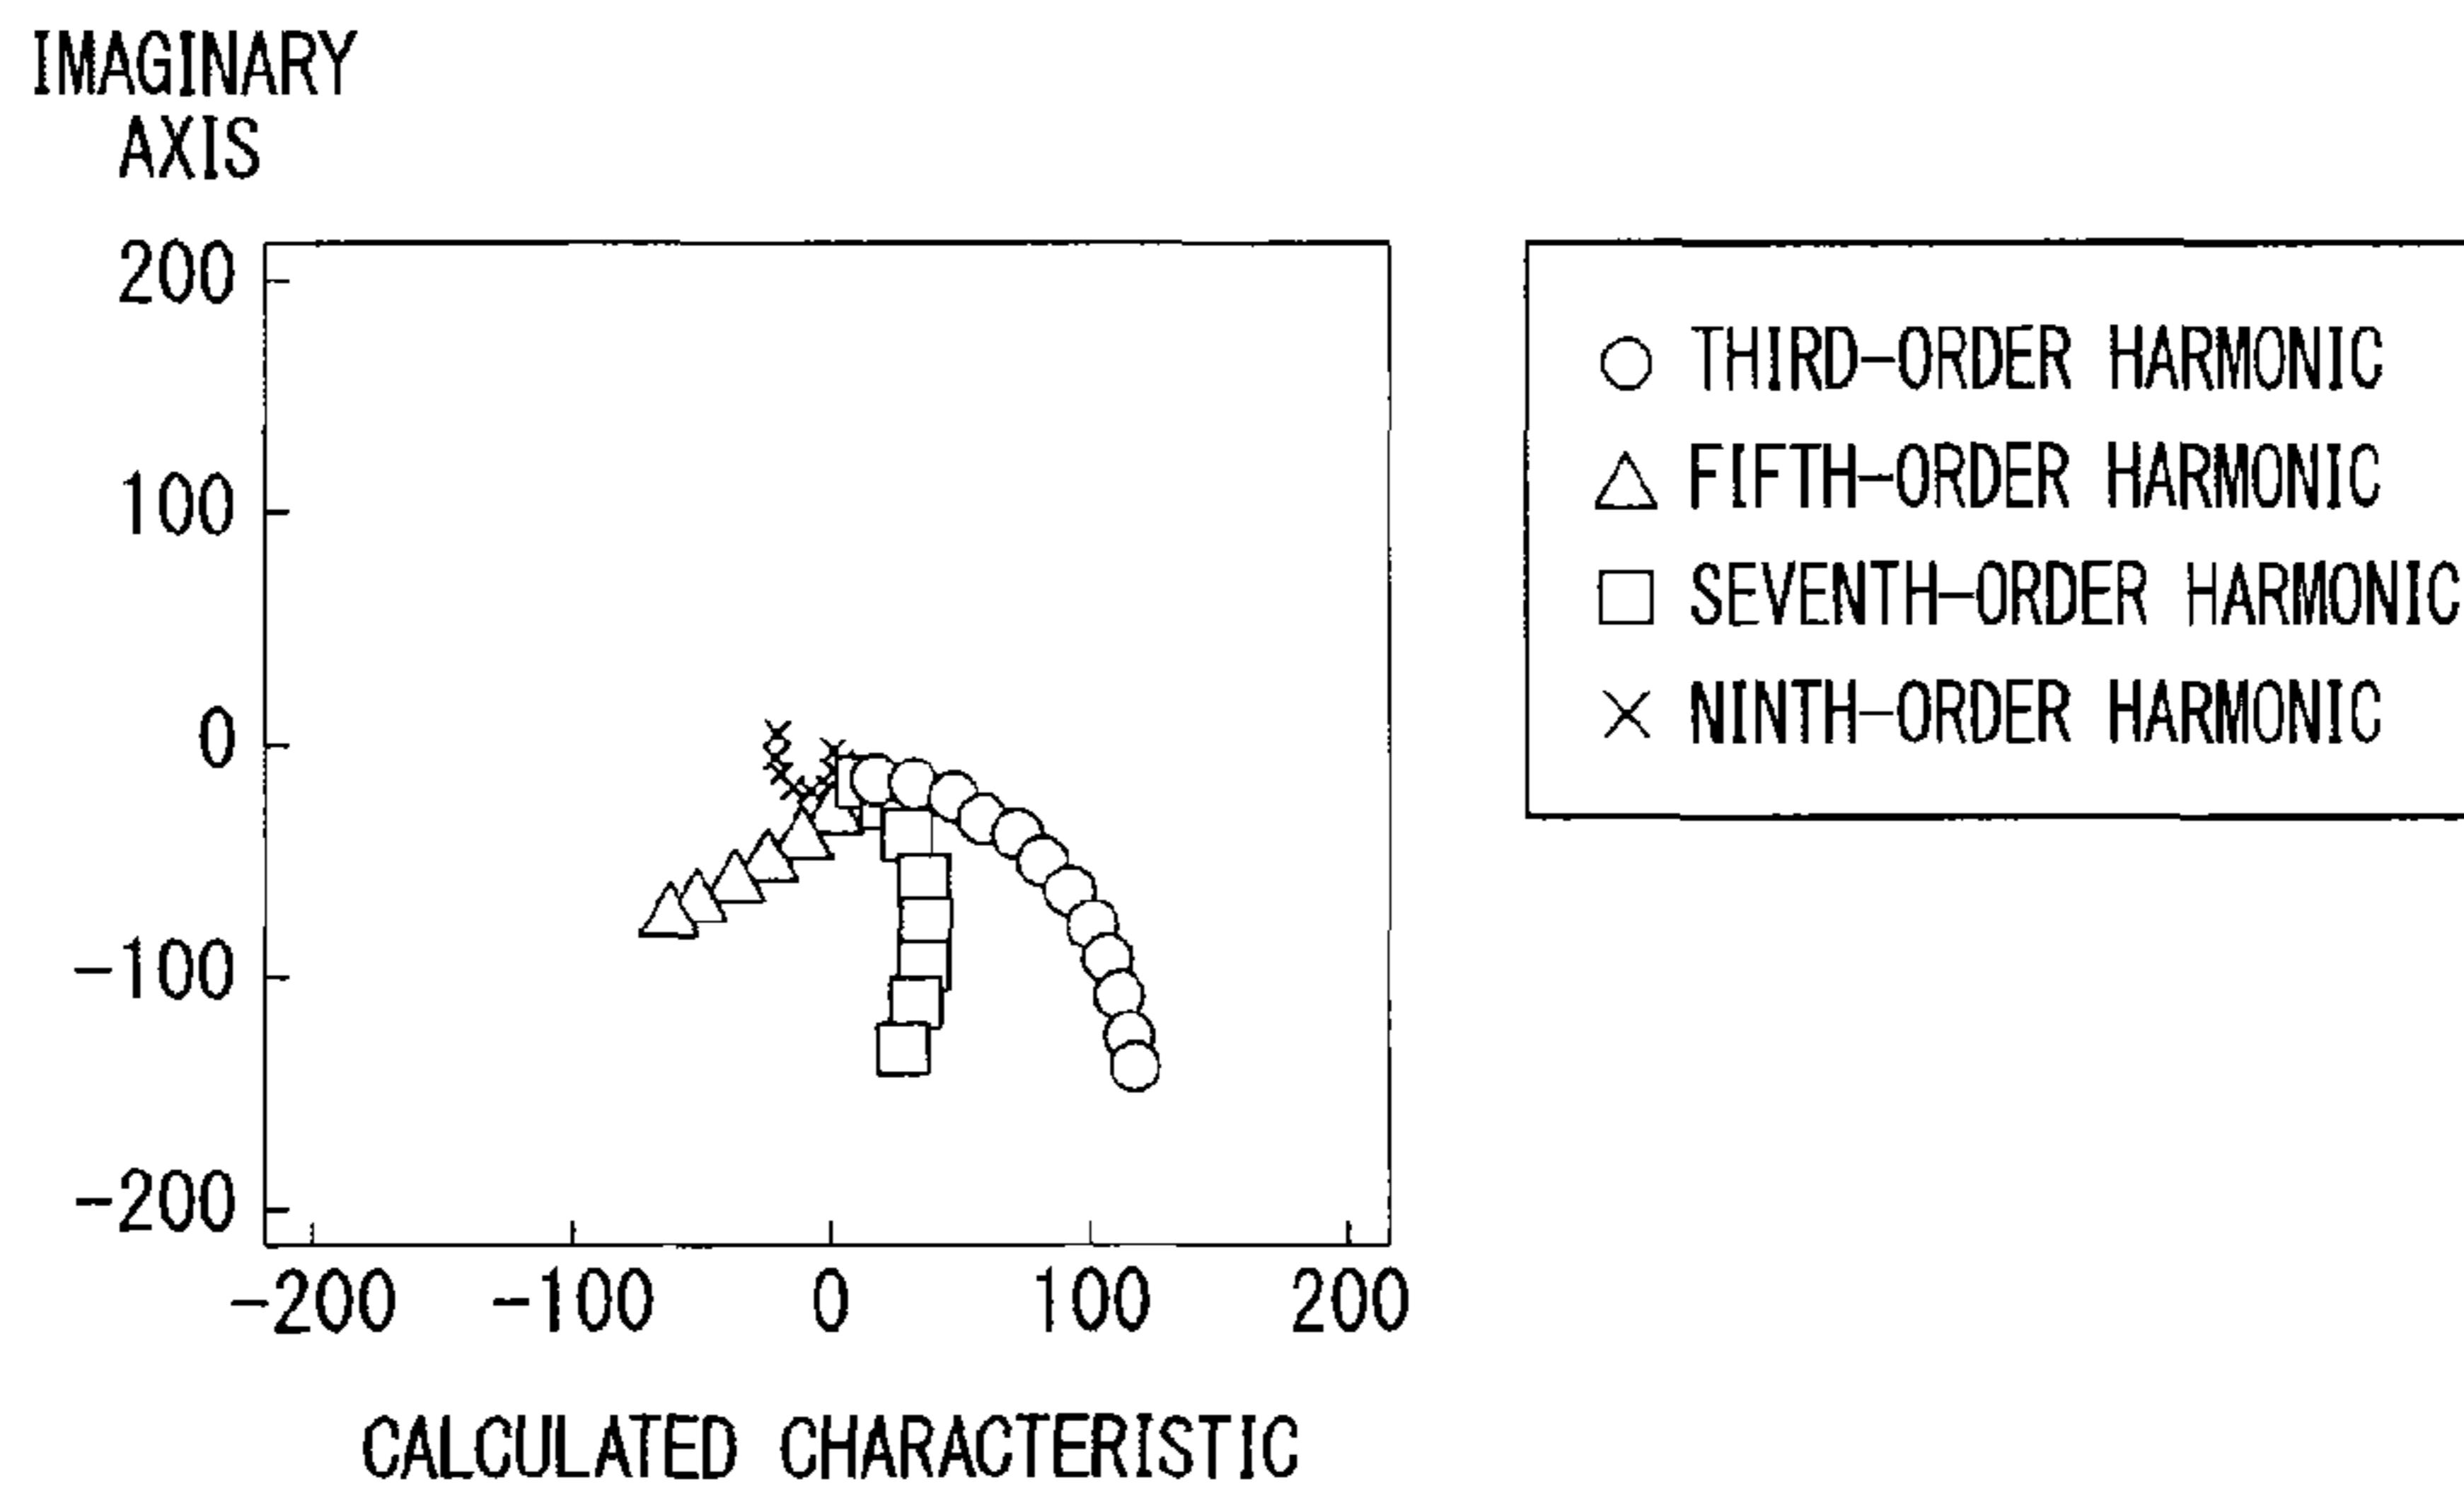 IMAGINARY
AXIS
200
100
0
-100
-200
-200 -100 0 100 200
CALCULATED CHARACTERISTIC
THIRD-ORDER HARMONIC
FIFTH-ORDER HARMONIC
SEVENTH-ORDER HARMONIC
NINTH-ORDER HARMONIC